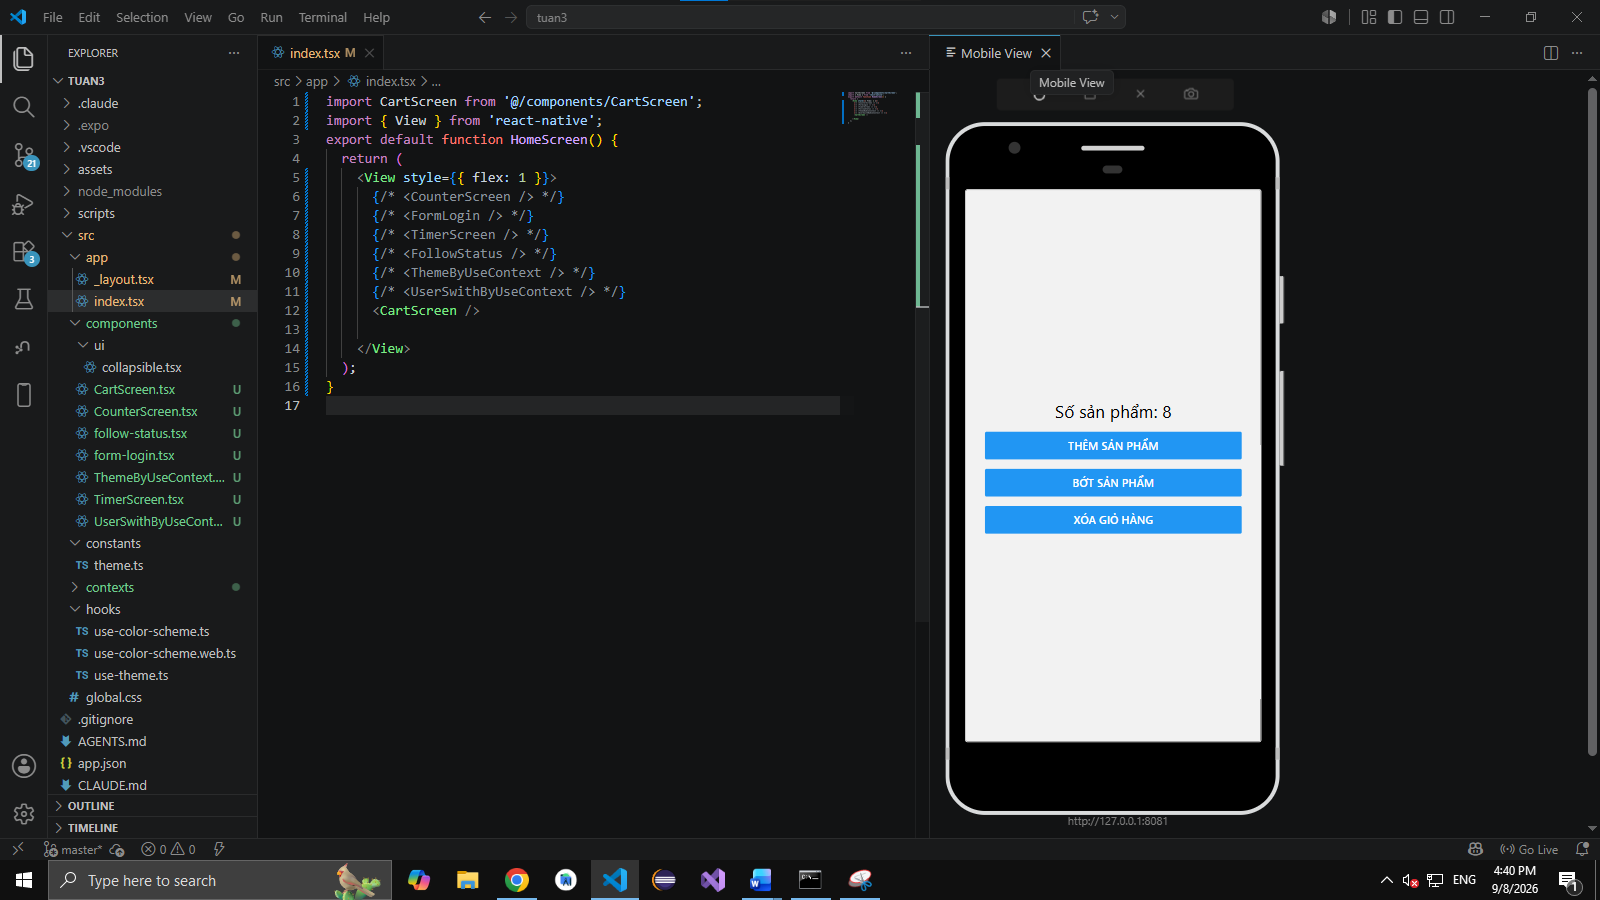 File Edit Selection View Go Run Terminal Help
tuan3
EXPLORER
TUAN3
.claude
.expo
.vscode
assets
node_modules
scripts
src
app
_layout.tsx M
index.tsx M
components
ui
collapsible.tsx
CartScreen.tsx U
CounterScreen.tsx U
follow-status.tsx U
form-login.tsx U
ThemeByUseContext.... U
TimerScreen.tsx U
UserSwithByUseCont... U
constants
TS theme.ts
contexts
hooks
TS use-color-scheme.ts
TS use-color-scheme.web.ts
TS use-theme.ts
# global.css
.gitignore
AGENTS.md
{} app.json
CLAUDE.md
OUTLINE
TIMELINE
21
3
index.tsx M
src > app > index.tsx > ...
1 import CartScreen from '@/components/CartScreen';
2 import { View } from 'react-native';
3 export default function HomeScreen() {
4 return (
5 <View style={{ flex: 1 }}>
6 {/* <CounterScreen /> */}
7 {/* <FormLogin /> */}
8 {/* <TimerScreen /> */}
9 {/* <FollowStatus /> */}
10 {/* <ThemeByUseContext /> */}
11 {/* <UserSwithByUseContext /> */}
12 <CartScreen />
13
14 </View>
15 );
16 }
17
Mobile View
Mobile View
Số sản phẩm: 8
THÊM SẢN PHẨM
BỚT SẢN PHẨM
XÓA GIỎ HÀNG
http://127.0.0.1:8081
master* 0 0
Go Live
Type here to search
ENG
4:40 PM
9/8/2026
1